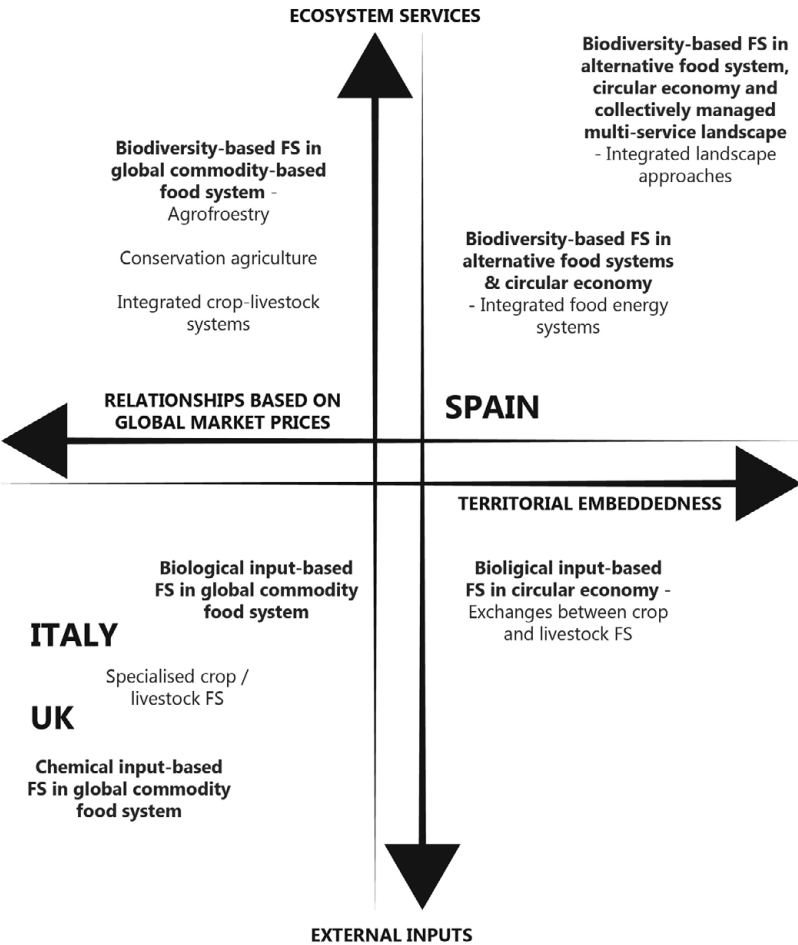 ECOSYSTEM SERVICES
Biodiversity-based FS in
alternative food system,
circular economy and
collectively managed
multi-service landscape
- Integrated landscape
approaches
Biodiversity-based FS in
global commodity-based
food system -
Agrofroestry
Conservation agriculture
Integrated crop-livestock
systems
Biodiversity-based FS in
alternative food systems
& circular economy
- Integrated food energy
systems
RELATIONSHIPS BASED ON
GLOBAL MARKET PRICES
SPAIN
TERRITORIAL EMBEDDEDNESS
Biological input-based
FS in global commodity
food system
Bioligical input-based
FS in circular economy -
Exchanges between crop
and livestock FS
ITALY
Specialised crop /
livestock FS
UK
Chemical input-based
FS in global commodity
food system
EXTERNAL INPUTS